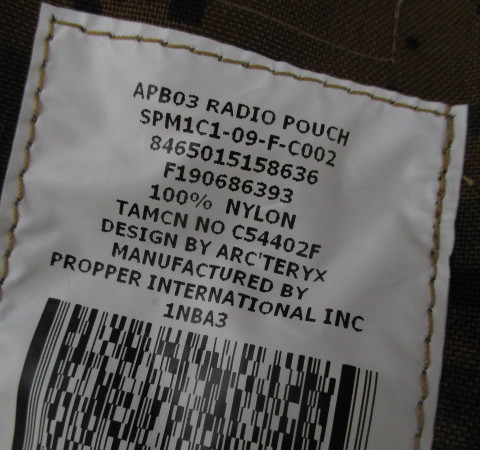 APB03 RADIO POUCH
SPM1C1-09-F-C002
8465015158636
F190686393
100% NYLON
TAMCN NO C54402F
DESIGN BY ARC'TERYX
MANUFACTURED BY
PROPPER INTERNATIONAL INC
1NBA3